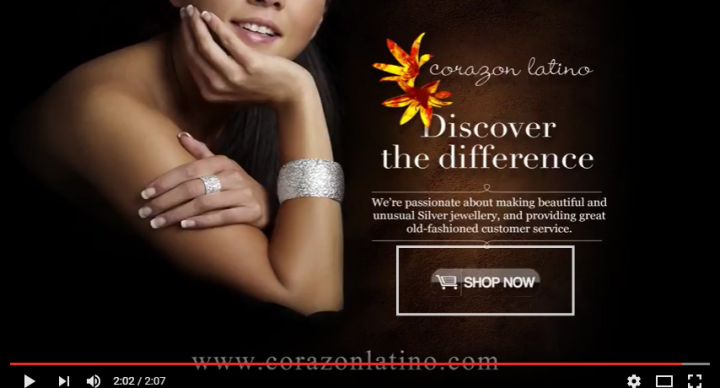 corazon latino
Discover
the difference
We're passionate about making beautiful and
unusual Silver jewellery, and providing great
old-fashioned customer service.
SHOP NOW
www.corazonlatino.com
2:02 / 2:07